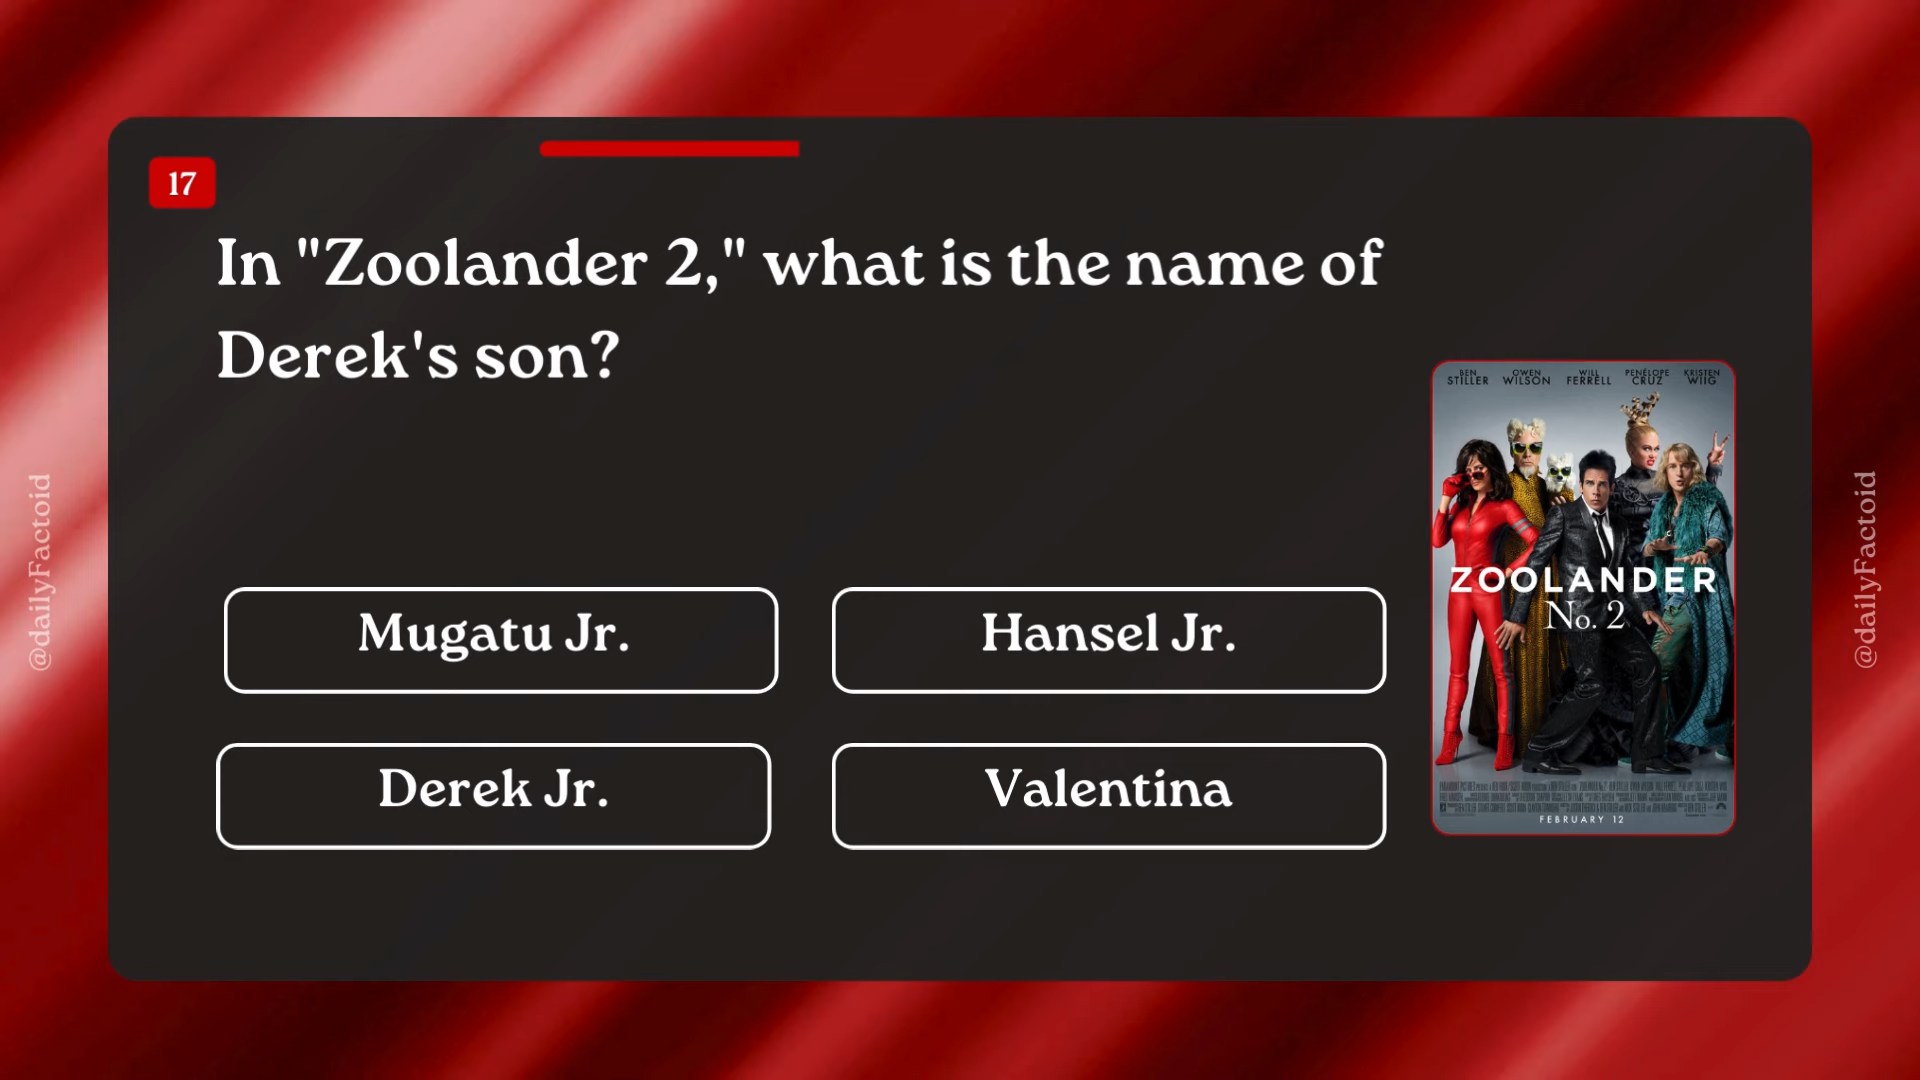 17
In "Zoolander 2," what is the name of
Derek's son?
Mugatu Jr.
Hansel Jr.
Derek Jr.
Valentina
BEN STILLER OWEN WILSON WILL FERRELL PENÉLOPE CRUZ KRISTEN WIIG
ZOOLANDER
No. 2
FEBRUARY 12
@dailyFactoid
@dailyFactoid